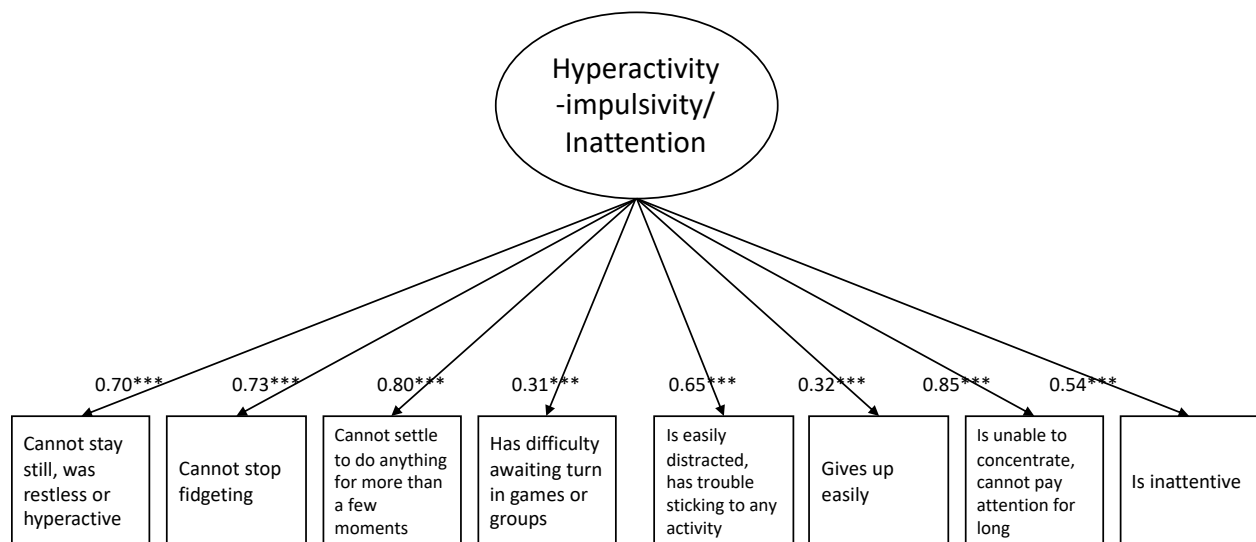 Hyperactivity
-impulsivity/
Inattention
0.70***
0.73***
0.80***
0.31***
0.65***
0.32***
0.85***
0.54***
Cannot stay
still, was
restless or
hyperactive
Cannot stop
fidgeting
Cannot settle
to do anything
for more than
a few
moments
Has difficulty
awaiting turn
in games or
groups
Is easily
distracted,
has trouble
sticking to any
activity
Gives up
easily
Is unable to
concentrate,
cannot pay
attention for
long
Is inattentive